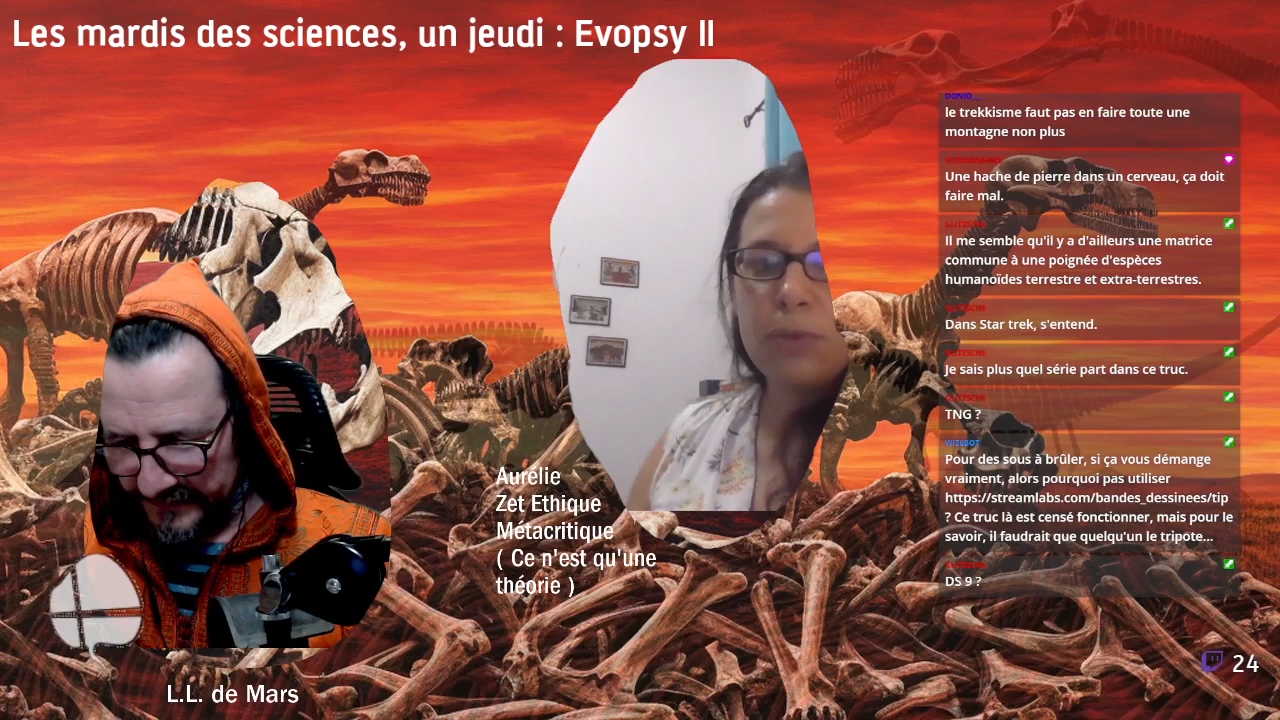 Les mardis des sciences, un jeudi : Evopsy II
DONIO
le trekkisme faut pas en faire toute une
montagne non plus
Une hache de pierre dans un cerveau, ça doit
faire mal.
Il me semble qu'il y a d'ailleurs une matrice
commune à une poignée d'espèces
humanoïdes terrestre et extra-terrestres.
Dans Star trek, s'entend.
Je sais plus quel série part dans ce truc.
TNG ?
WIZEBOT
Pour des sous à brûler, si ça vous démange
vraiment, alors pourquoi pas utiliser
https://streamlabs.com/bandes_dessinees/tip
? Ce truc là est censé fonctionner, mais pour le
savoir, il faudrait que quelqu'un le tripote...
DS 9 ?
Aurélie
Zet Ethique
Métacritique
( Ce n'est qu'une
théorie )
24
L.L. de Mars